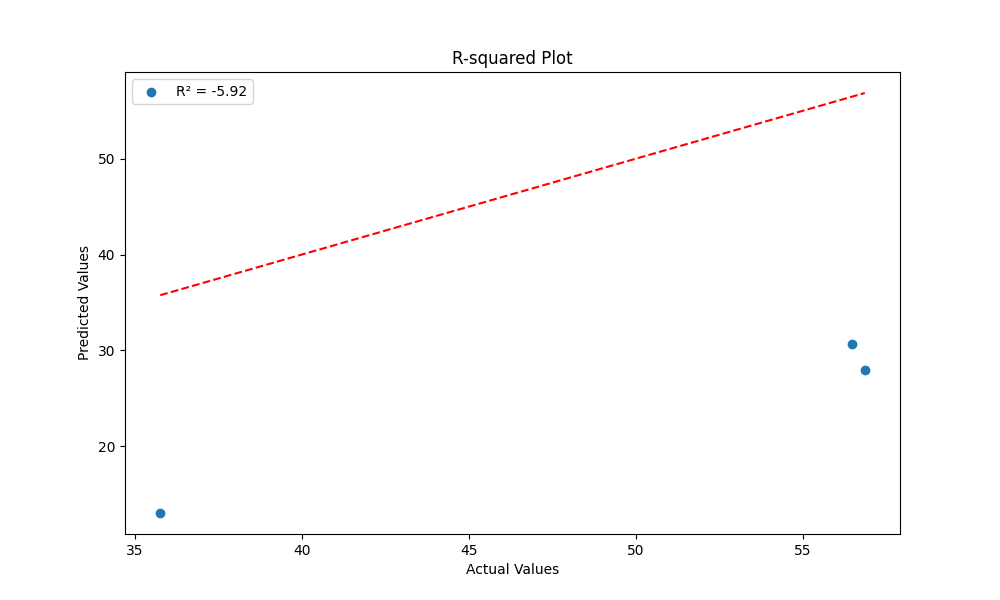 R-squared Plot
R² = -5.92
Predicted Values
50
40
30
20
35 40 45 50 55
Actual Values